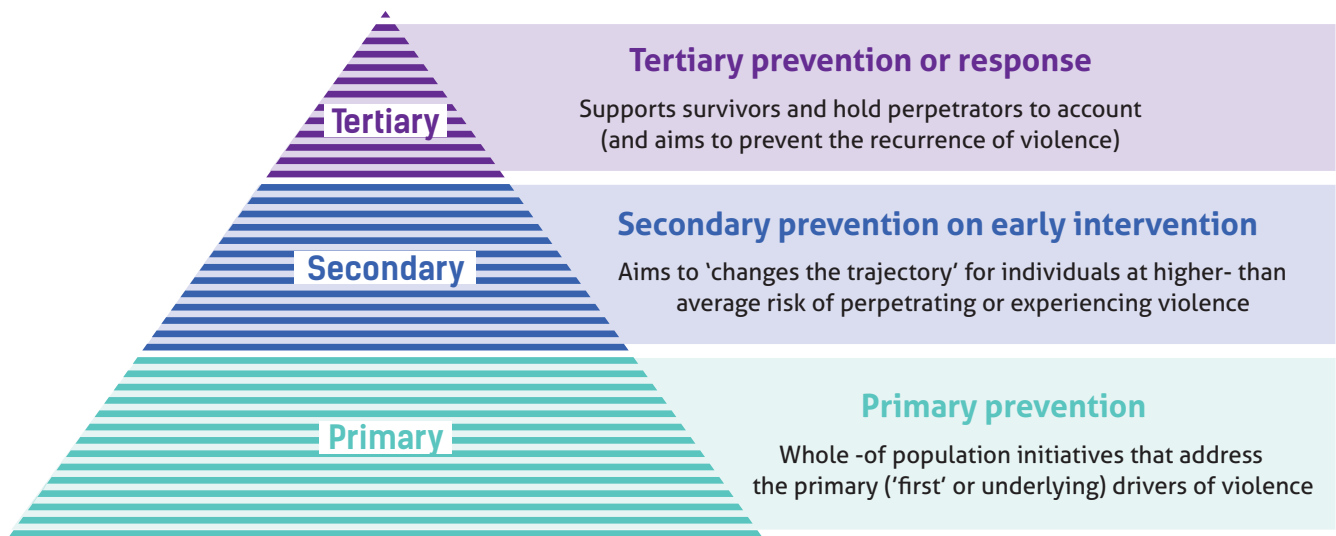 Tertiary
Tertiary prevention or response
Supports survivors and hold perpetrators to account
(and aims to prevent the recurrence of violence)
Secondary
Secondary prevention on early intervention
Aims to ‘changes the trajectory’ for individuals at higher- than
average risk of perpetrating or experiencing violence
Primary
Primary prevention
Whole -of population initiatives that address
the primary (’first’ or underlying) drivers of violence